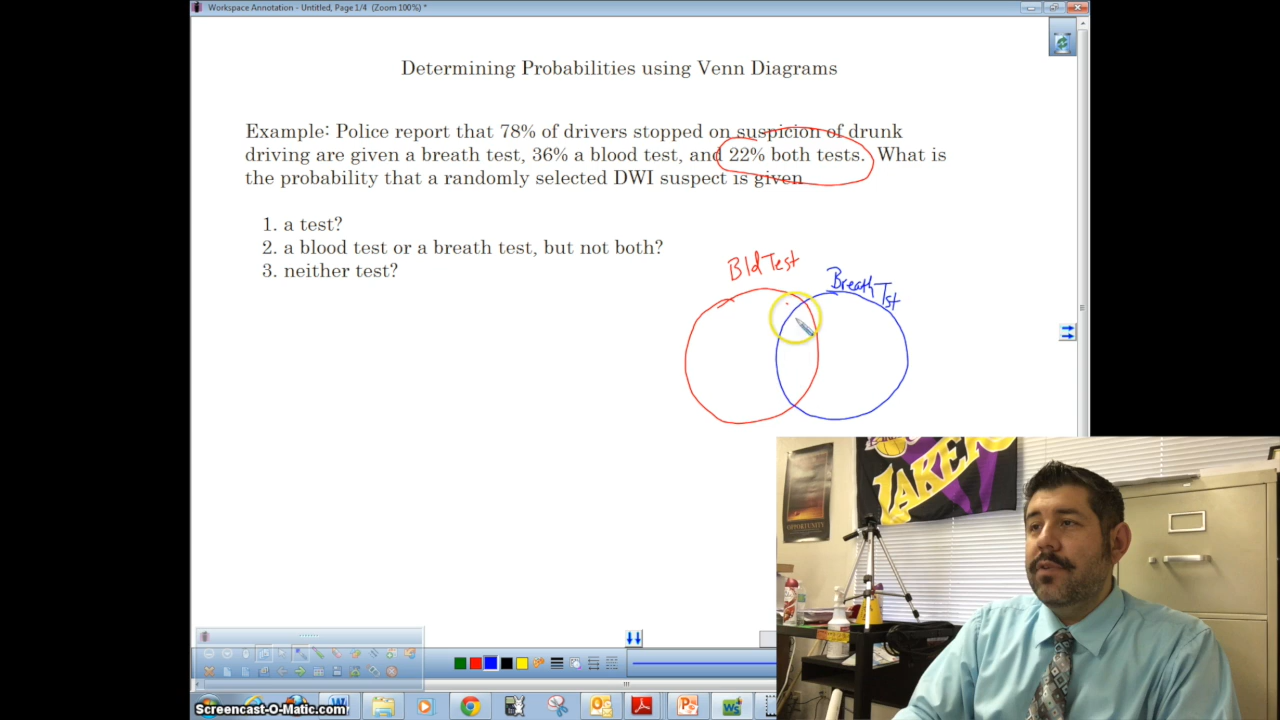 Workspace Annotation - Untitled, Page 1/4 (Zoom 100%) *
Determining Probabilities using Venn Diagrams
Example: Police report that 78% of drivers stopped on suspicion of drunk
driving are given a breath test, 36% a blood test, and 22% both tests. What is
the probability that a randomly selected DWI suspect is given
1. a test?
2. a blood test or a breath test, but not both?
3. neither test?
Bld Test
Breath Tst
LAKERS
OPPORTUNITY
Screencast-O-Matic.com